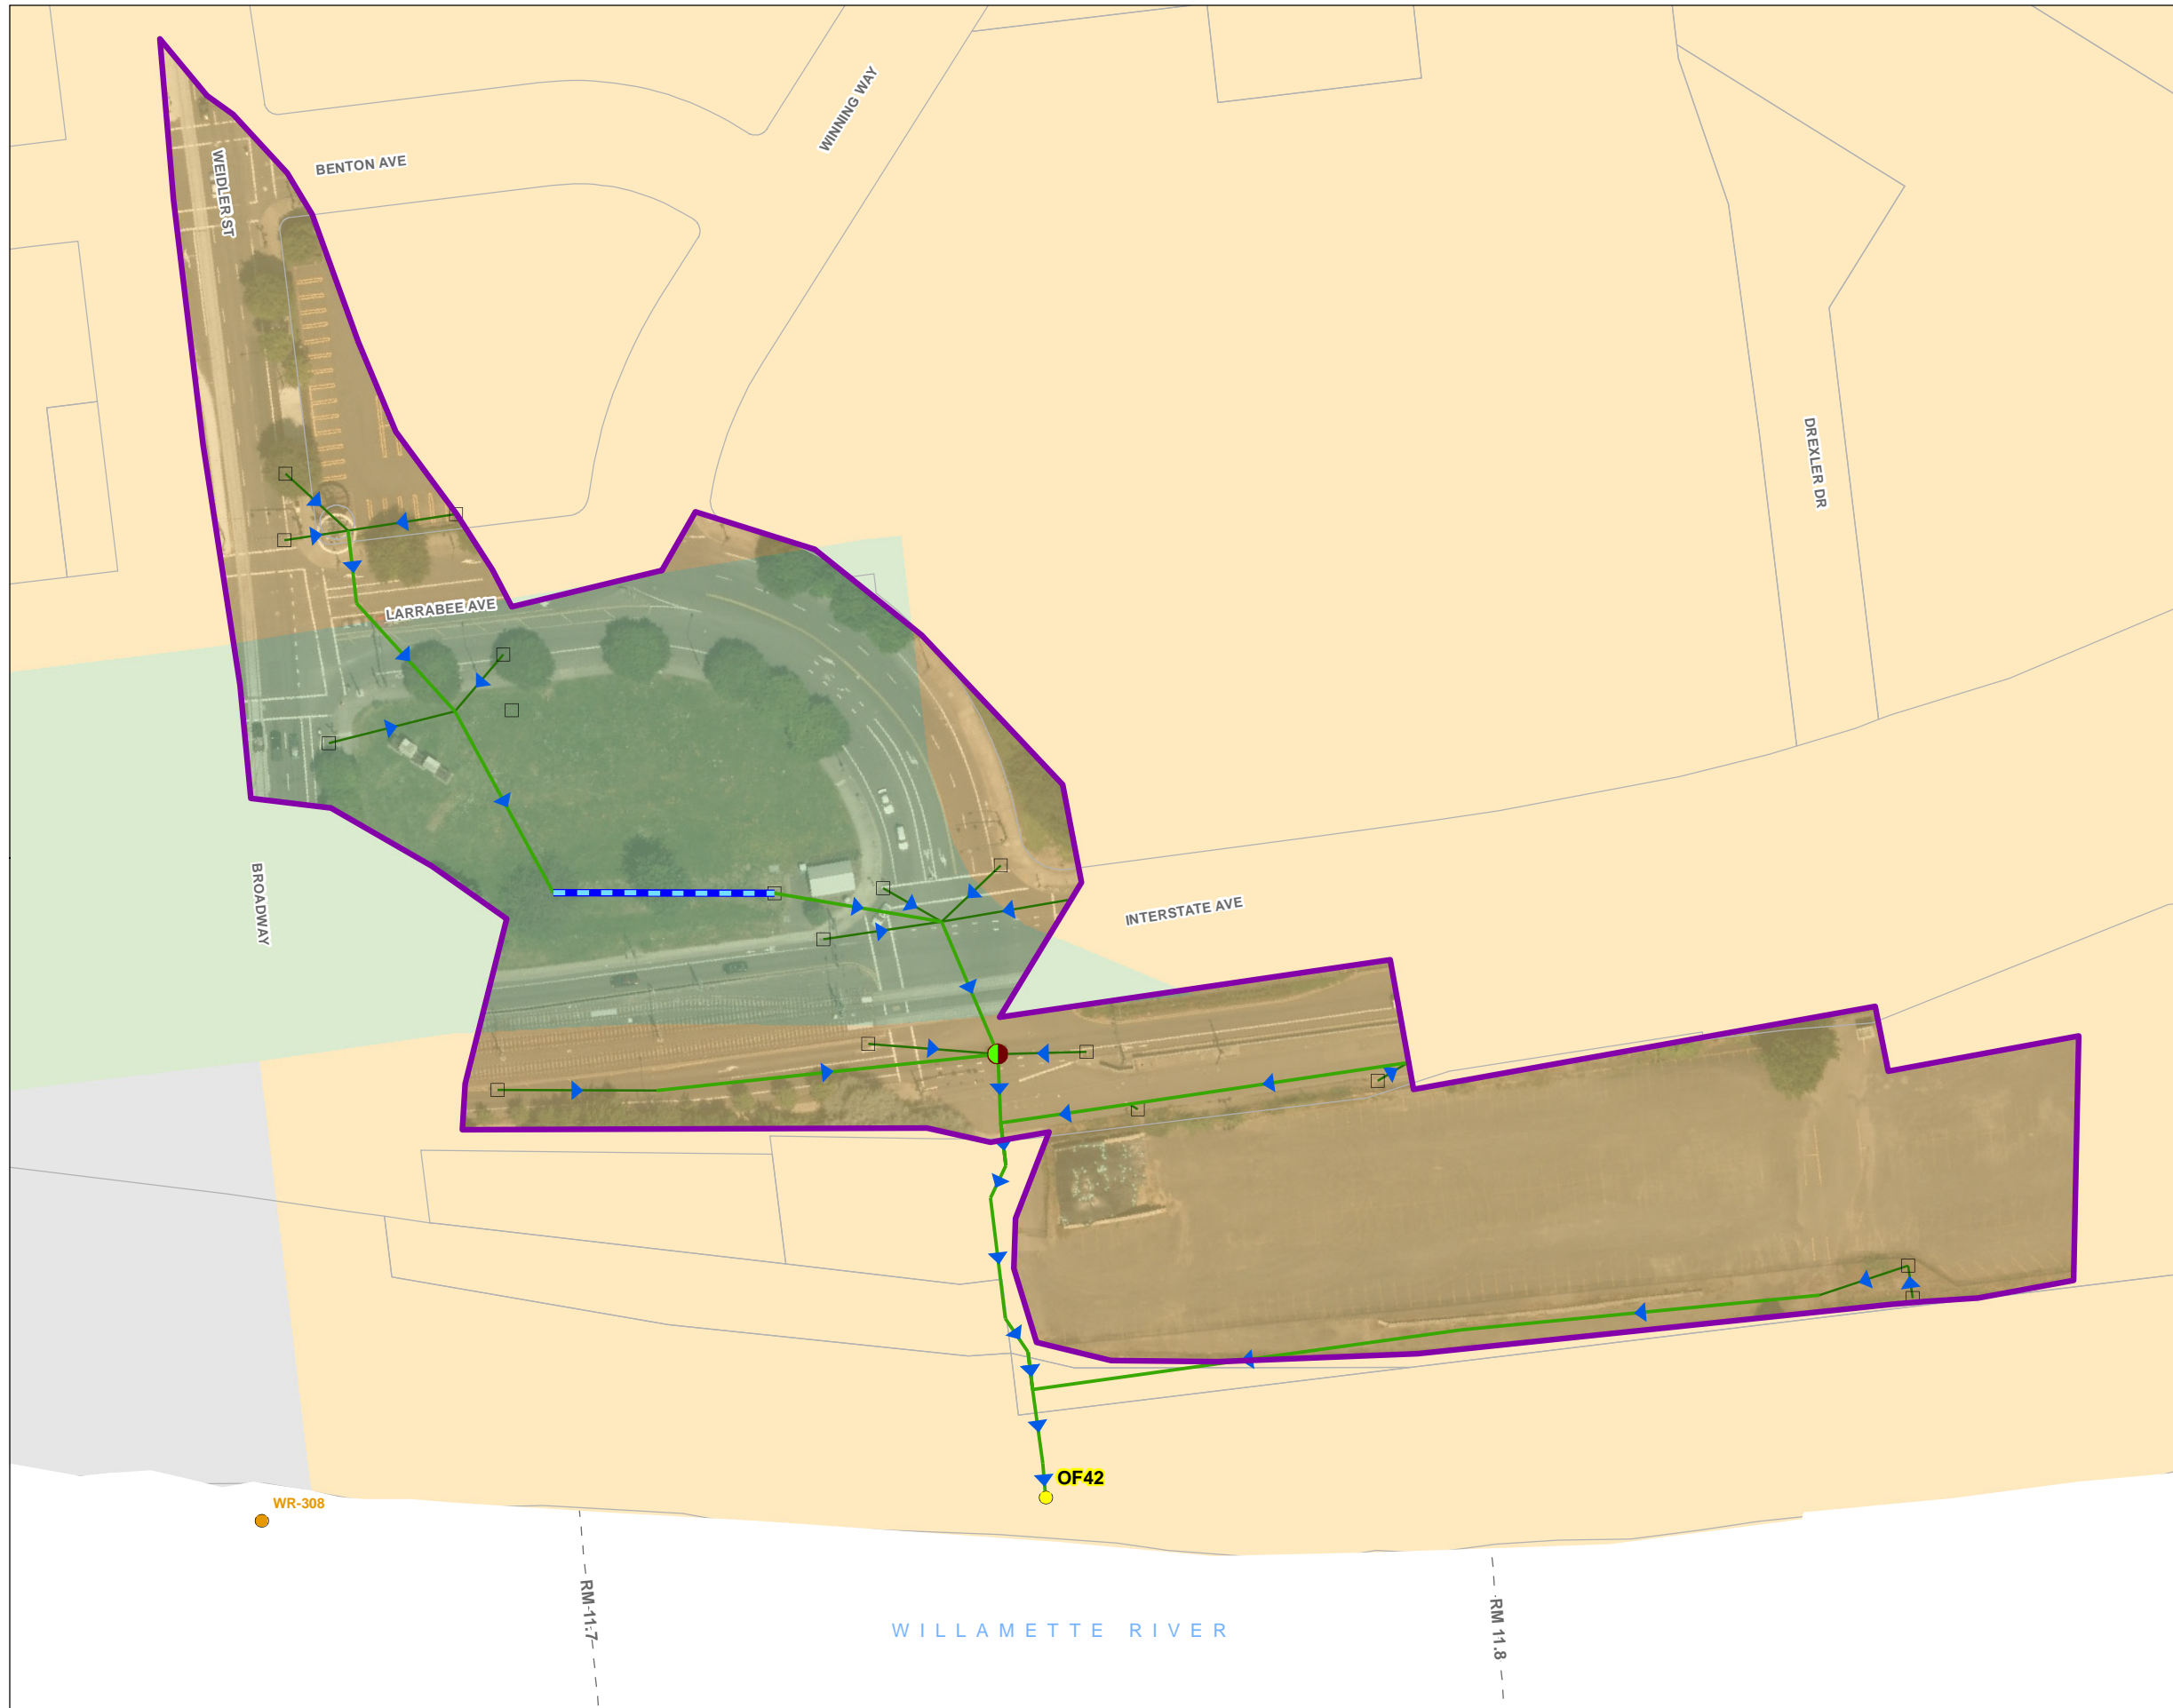 WINNING WAY
BENTON AVE
WEIDLER ST
DREXLER DR
LARRABEE AVE
BROADWAY
INTERSTATE AVE
OF42
WR-308
RM 11.7
RM 11.8
WILLAMETTE RIVER